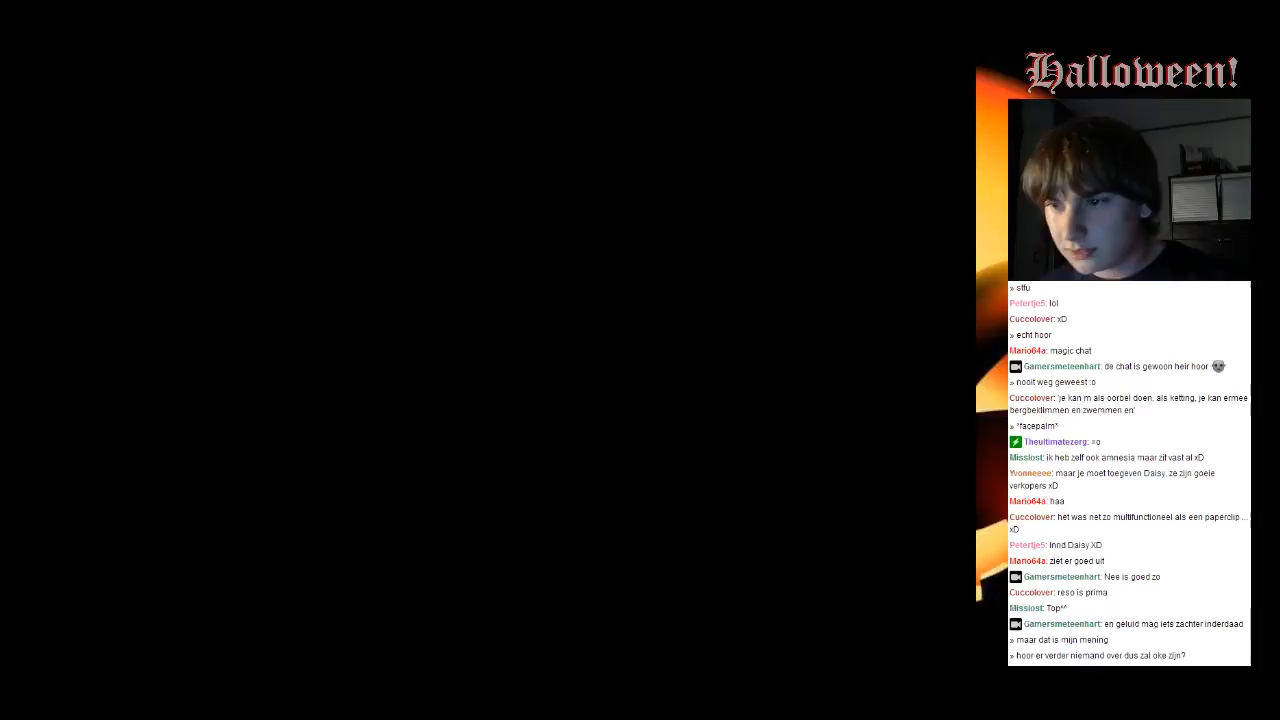 Halloween!
» stfu
Petertje5: lol
Cuccolover: xD
» echt hoor
Mario64a: magic chat
Gamersmeteenhart: de chat is gewoon heir hoor
» nooit weg geweest :o
Cuccolover: 'je kan m als oorbel doen, als ketting, je kan ermee
bergbeklimmen en zwemmen en'
» *facepalm*
Theultimatezerg: =o
Misslost: ik heb zelf ook amnesia maar zit vast al xD
Yvonneeee: maar je moet toegeven Daisy, ze zijn goeie
verkopers xD
Mario64a: haa
Cuccolover: het was net zo multifunctioneel als een paperclip ...
xD
Petertje5: Innd Daisy XD
Mario64a: ziet er goed uit
Gamersmeteenhart: Nee is goed zo
Cuccolover: reso is prima
Misslost: Top^^
Gamersmeteenhart: en geluid mag iets zachter inderdaad
» maar dat is mijn mening
» hoor er verder niemand over dus zal oke zijn?